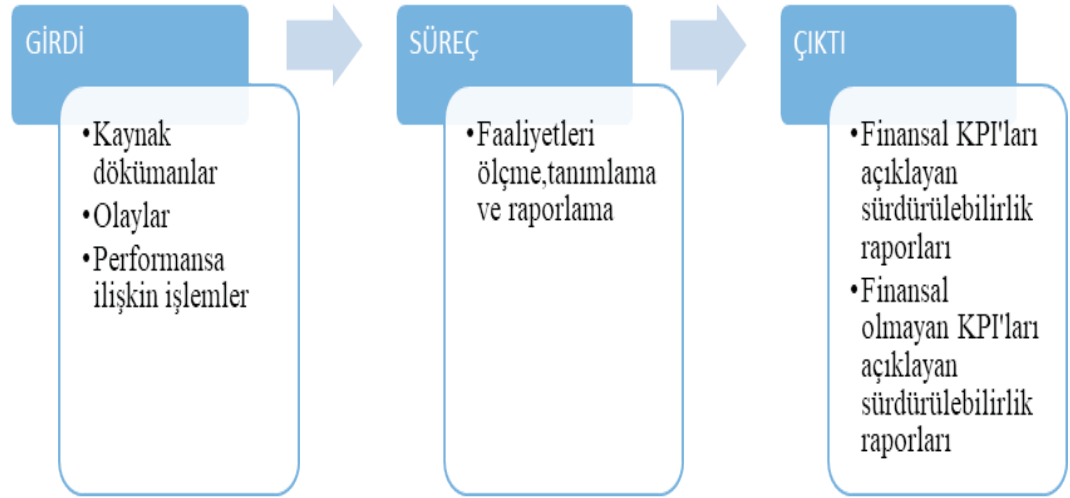 GİRDİ
•Kaynak
dökümanlar
•Olaylar
•Performansa
ilişkin işlemler
SÜREÇ
•Faaliyetleri
ölçme,tanımlama
ve raporlama
ÇIKTI
•Finansal KPI'ları
açıklayan
sürdürülebilirlik
raporları
•Finansal
olmayan KPI'ları
açıklayan
sürdürülebilirlik
raporları